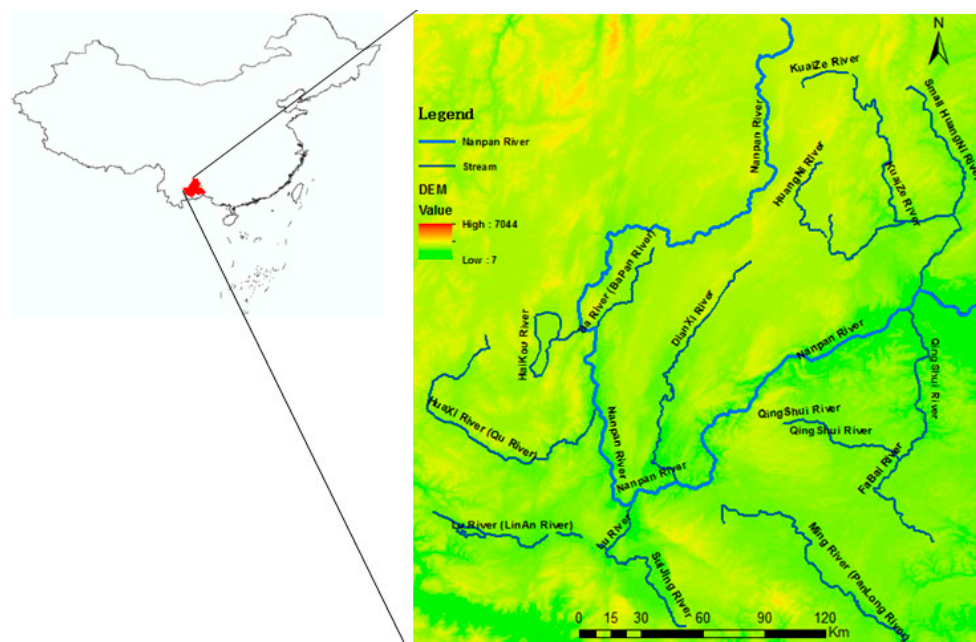 N
KuaiZe River
Small HuangNi River
Nanpan River
Legend
Nanpan River
Stream
DEM
Value
High : 7044
Low : 7
HuangNi River
KuaiZe River
Ba River (BaPan River)
DianXi River
HaiKou River
Nanpan River
QingShui River
HuaXi River (Qu River)
Nanpan River
QingShui River
QingShui River
Nanpan River
FaBai River
Lu River (LinAn River)
Lu River
SuiJing River
Ming River (PanLong River)
0 15 30 60 90 120
Km